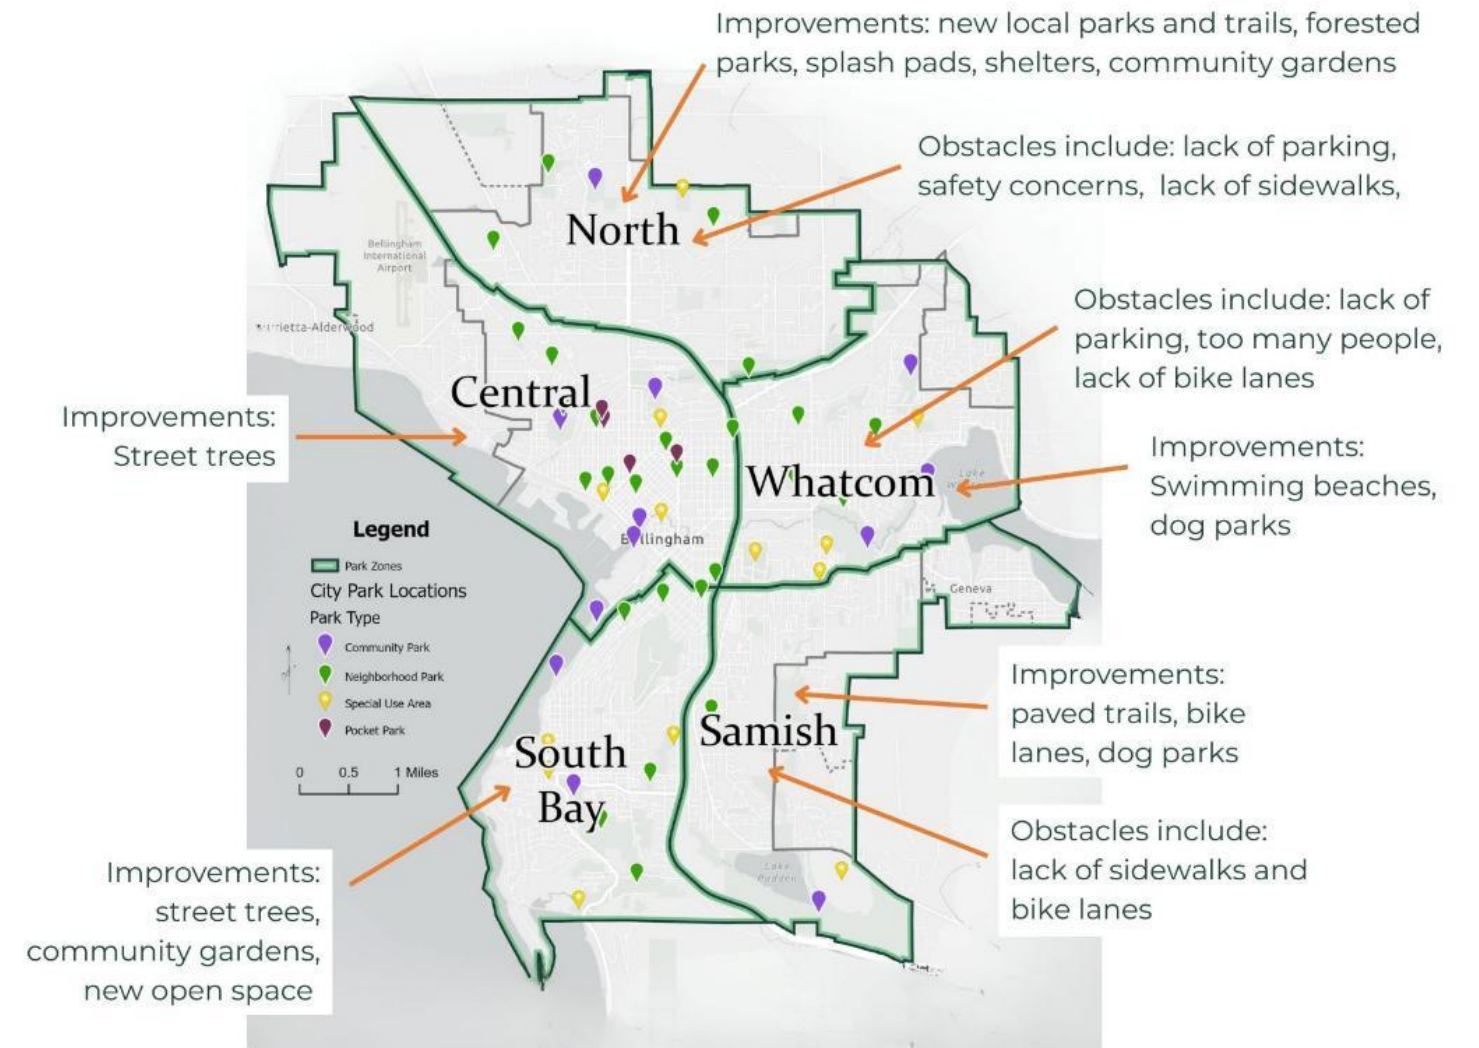 Improvements: new local parks and trails, forested
parks, splash pads, shelters, community gardens
Obstacles include: lack of parking,
safety concerns, lack of sidewalks,
North
Bellingham
International
Airport
Obstacles include: lack of
parking, too many people,
lack of bike lanes
Central
Improvements:
Street trees
Improvements:
Swimming beaches,
dog parks
Whatcom
Lake
Bellingham
Legend
Park Zones
City Park Locations
Park Type
Community Park
Neighborhood Park
Special Use Area
Pocket Park
0 0.5 1 Miles
Geneva
Improvements:
paved trails, bike
lanes, dog parks
Samish
South
Bay
Obstacles include:
lack of sidewalks and
bike lanes
Lake
Padden
Improvements:
street trees,
community gardens,
new open space